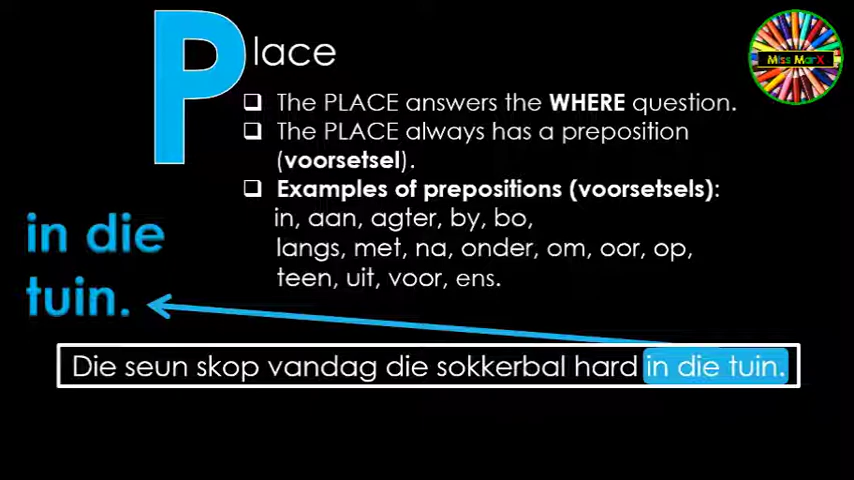 Place
Miss MarX
❑ The PLACE answers the WHERE question.
❑ The PLACE always has a preposition
(voorsetsel).
❑ Examples of prepositions (voorsetsels):
in, aan, agter, by, bo,
langs, met, na, onder, om, oor, op,
teen, uit, voor, ens.
in die
tuin.
Die seun skop vandag die sokkerbal hard in die tuin.